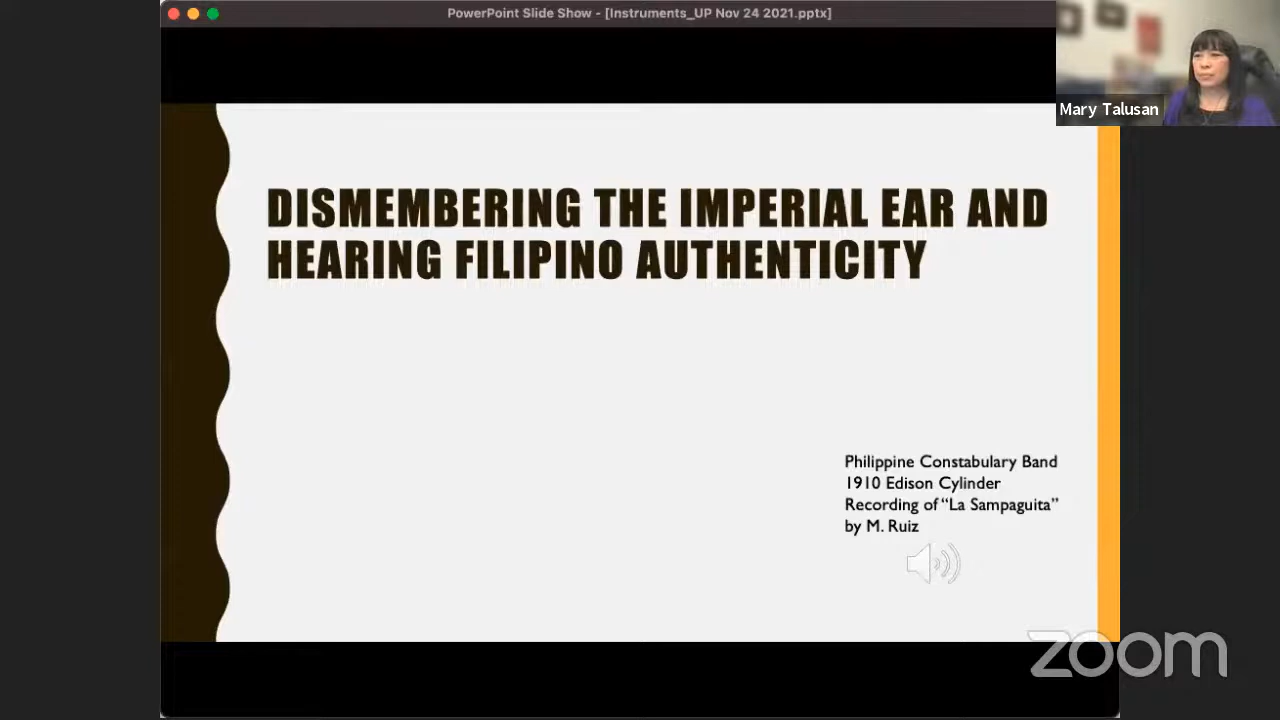 PowerPoint Slide Show - [Instruments_UP Nov 24 2021.pptx]
Mary Talusan
DISMEMBERING THE IMPERIAL EAR AND
HEARING FILIPINO AUTHENTICITY
Philippine Constabulary Band
1910 Edison Cylinder
Recording of “La Sampaguita”
by M. Ruiz
zoom